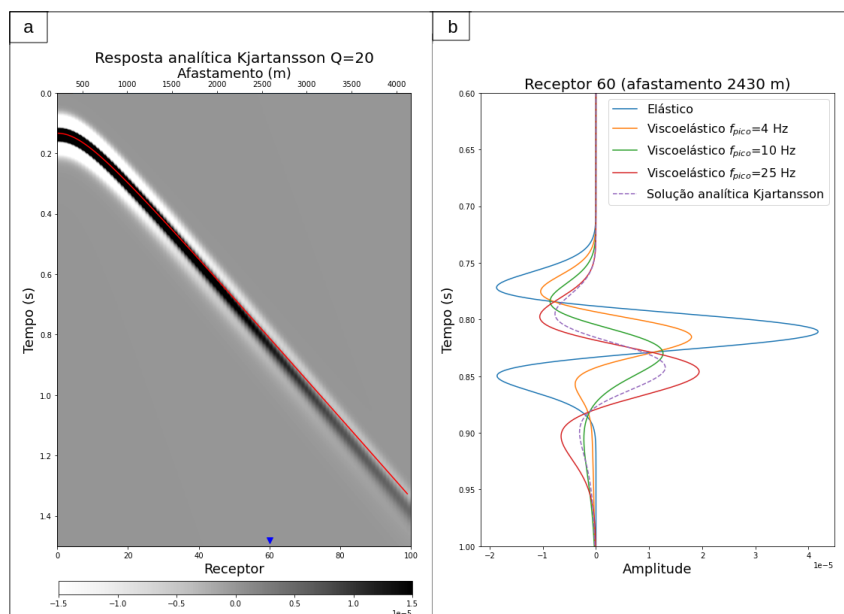 a
Resposta analítica Kjartansson Q=20
Afastamento (m)
500 1000 1500 2000 2500 3000 3500 4000
0.0
0.2
0.4
0.6
0.8
1.0
1.2
1.4
Tempo (s)
0 20 40 60 80 100
Receptor
−1.5 −1.0 −0.5 0.0 0.5 1.0 1.5
1e−5
b
Receptor 60 (afastamento 2430 m)
Elástico
Viscoelástico fpico=4 Hz
Viscoelástico fpico=10 Hz
Viscoelástico fpico=25 Hz
Solução analítica Kjartansson
0.60
0.65
0.70
0.75
0.80
0.85
0.90
0.95
1.00
Tempo (s)
−2 −1 0 1 2 3 4
1e−5
Amplitude